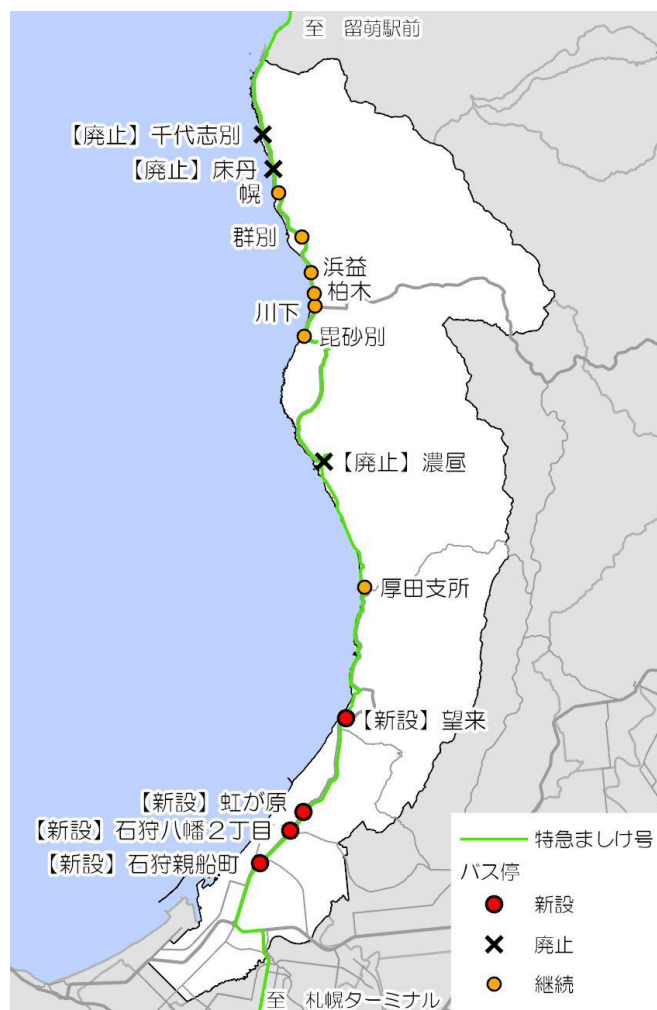 至　留萌駅前
【廃止】千代志別
【廃止】床丹
幌
群別
浜益
柏木
川下
毘砂別
【廃止】濃昼
厚田支所
【新設】望来
【新設】虹が原
【新設】石狩八幡２丁目
【新設】石狩親船町
特急ましけ号
バス停
新設
廃止
継続
至　札幌ターミナル